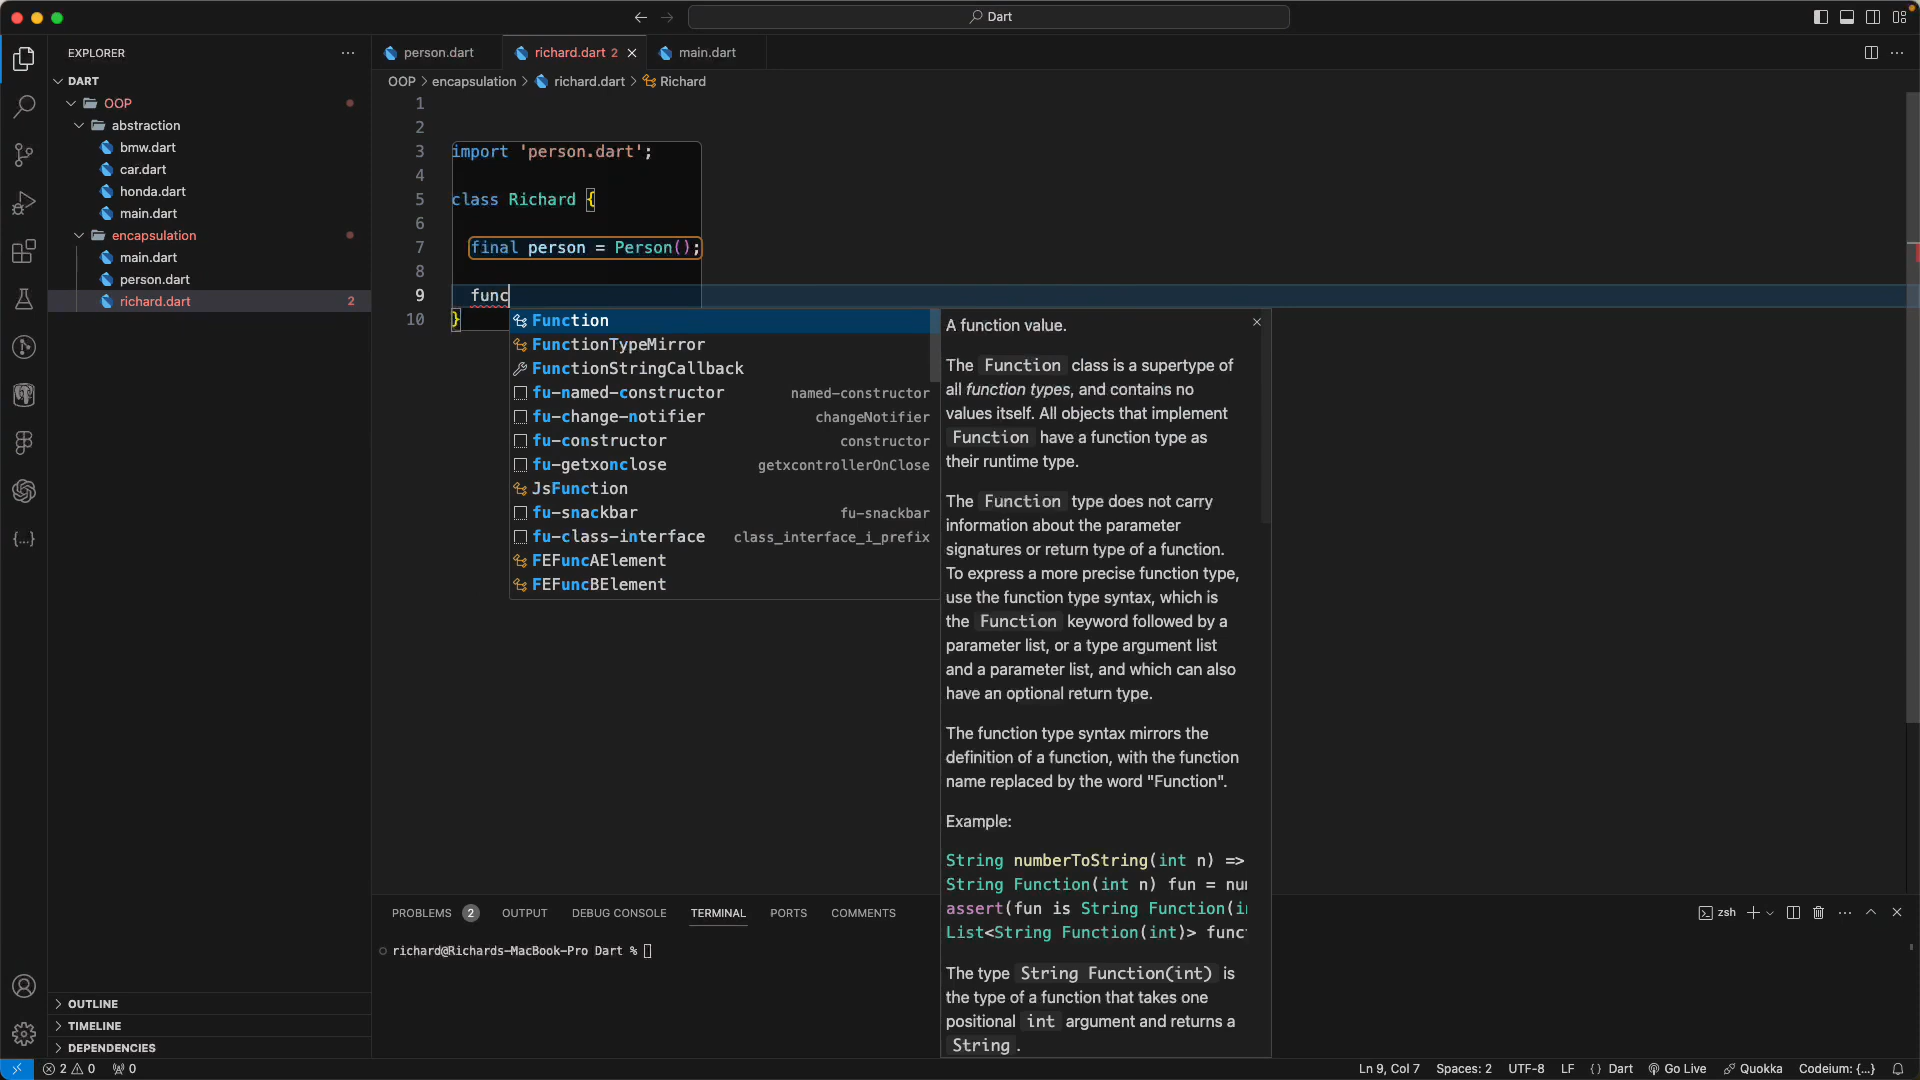 Dart
EXPLORER
DART
OOP
abstraction
bmw.dart
car.dart
honda.dart
main.dart
encapsulation
main.dart
person.dart
richard.dart 2
OUTLINE
TIMELINE
DEPENDENCIES
person.dart richard.dart 2 main.dart
OOP > encapsulation > richard.dart > Richard
1
2
3 import 'person.dart';
4
5 class Richard {
6
7 final person = Person();
8
9 func
10 }
Function
FunctionTypeMirror
FunctionStringCallback
fu-named-constructor named-constructor
fu-change-notifier changeNotifier
fu-constructor constructor
fu-getxonclose getxcontrollerOnClose
JsFunction
fu-snackbar fu-snackbar
fu-class-interface class_interface_i_prefix
FEFuncAElement
FEFuncBElement
A function value.
The Function class is a supertype of
all function types, and contains no
values itself. All objects that implement
Function have a function type as
their runtime type.
The Function type does not carry
information about the parameter
signatures or return type of a function.
To express a more precise function type,
use the function type syntax, which is
the Function keyword followed by a
parameter list, or a type argument list
and a parameter list, and which can also
have an optional return type.
The function type syntax mirrors the
definition of a function, with the function
name replaced by the word "Function".
Example:
String numberToString(int n) =>
String Function(int n) fun = nu
assert(fun is String Function(i
List<String Function(int)> func
The type String Function(int) is
the type of a function that takes one
positional int argument and returns a
String .
PROBLEMS 2 OUTPUT DEBUG CONSOLE TERMINAL PORTS COMMENTS
zsh
richard@Richards-MacBook-Pro Dart %
2 0 0
Ln 9, Col 7 Spaces: 2 UTF-8 LF { } Dart Go Live Quokka Codeium: {...}